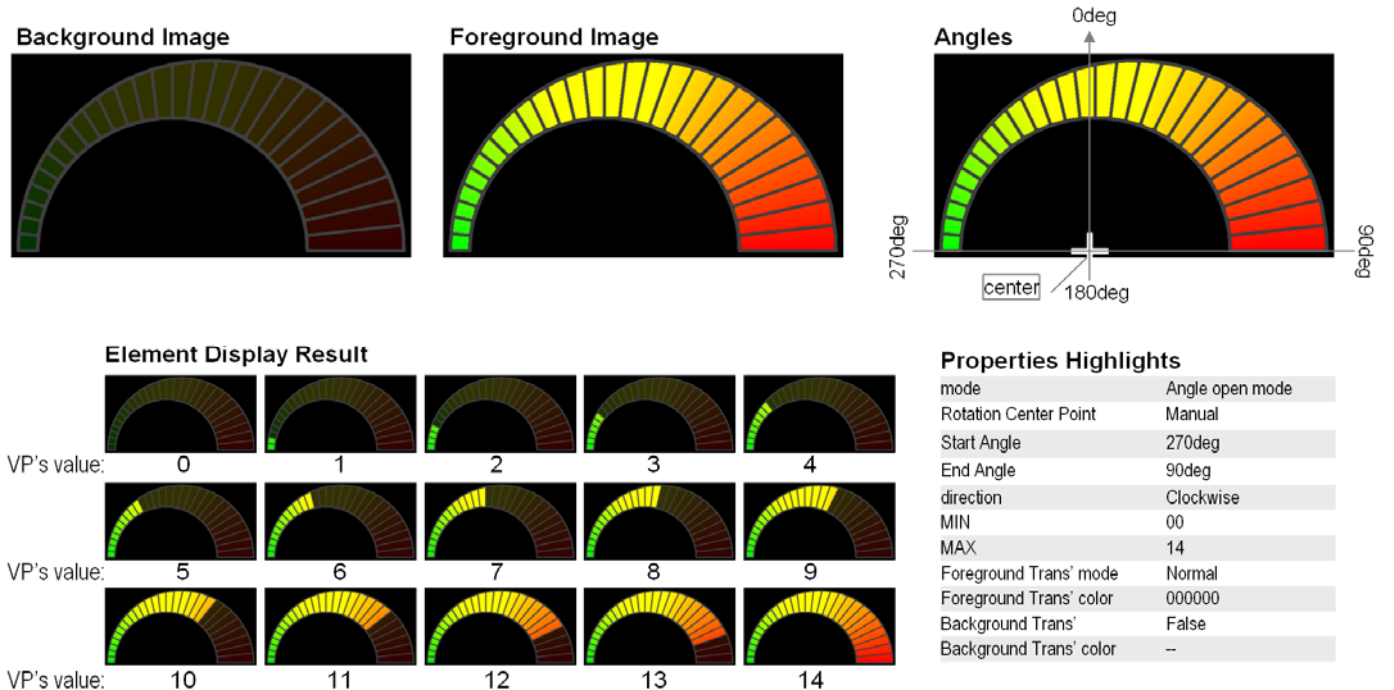 Background Image
Foreground Image
Angles
0deg
270deg
90deg
center
180deg
Element Display Result
VP's value: 0 1 2 3 4
VP's value: 5 6 7 8 9
VP's value: 10 11 12 13 14
Properties Highlights
mode Angle open mode
Rotation Center Point Manual
Start Angle 270deg
End Angle 90deg
direction Clockwise
MIN 00
MAX 14
Foreground Trans' mode Normal
Foreground Trans' color 000000
Background Trans' False
Background Trans' color --